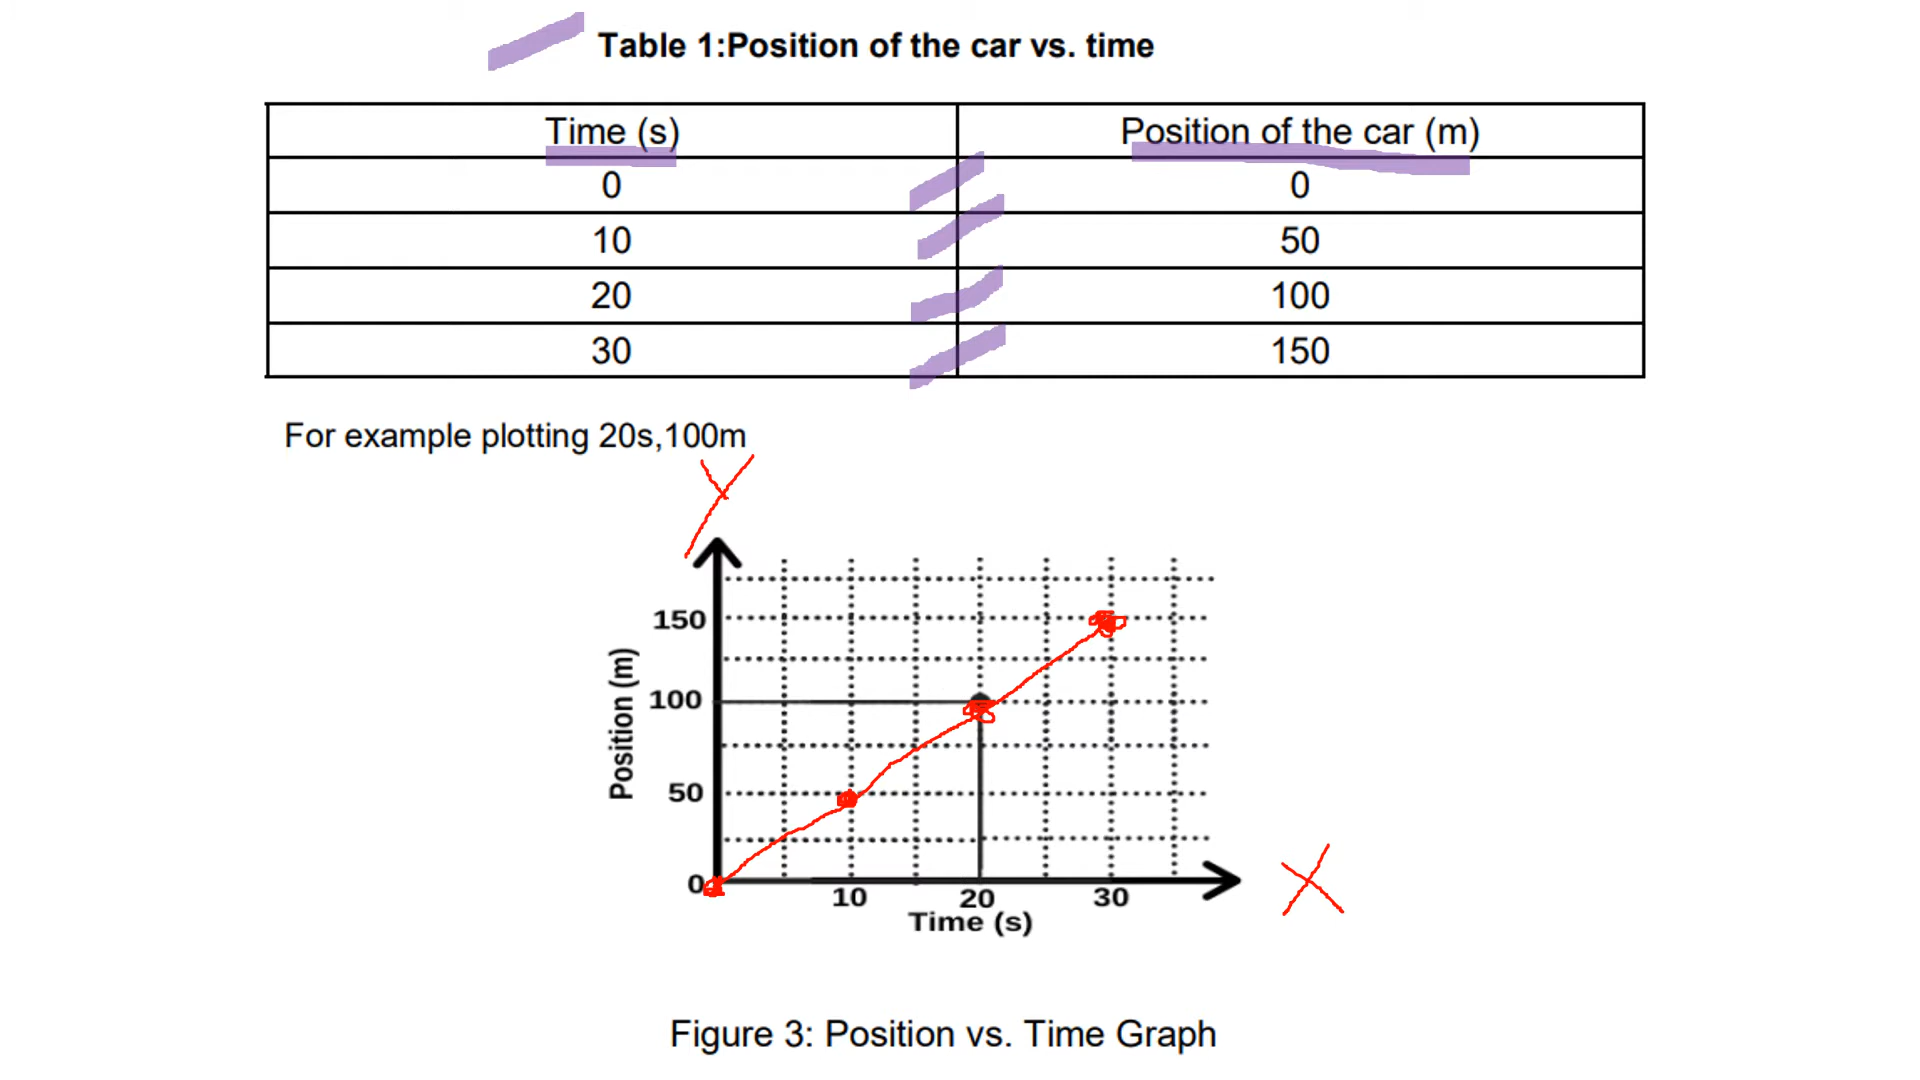 Table 1:Position of the car vs. time
Time (s) Position of the car (m)
0 0
10 50
20 100
30 150
For example plotting 20s,100m
Y
150
100
50
0
Position (m)
10 20 30
Time (s)
X
Figure 3: Position vs. Time Graph